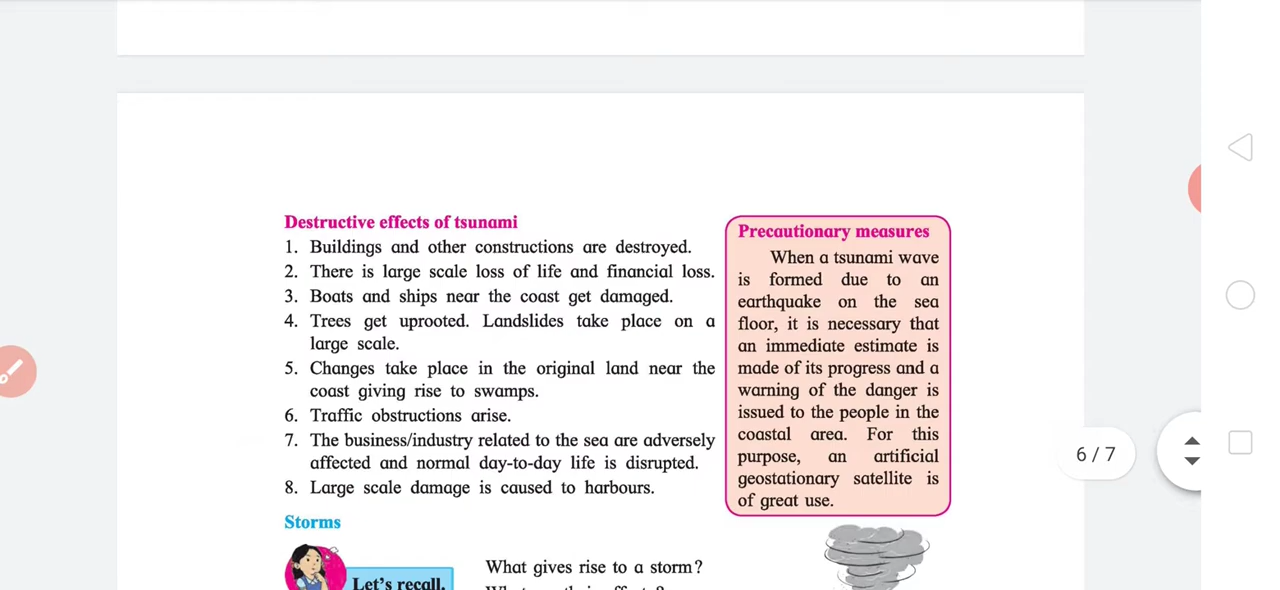 Destructive effects of tsunami
1. Buildings and other constructions are destroyed.
2. There is large scale loss of life and financial loss.
3. Boats and ships near the coast get damaged.
4. Trees get uprooted. Landslides take place on a
large scale.
5. Changes take place in the original land near the
coast giving rise to swamps.
6. Traffic obstructions arise.
7. The business/industry related to the sea are adversely
affected and normal day-to-day life is disrupted.
8. Large scale damage is caused to harbours.
Precautionary measures
When a tsunami wave
is formed due to an
earthquake on the sea
floor, it is necessary that
an immediate estimate is
made of its progress and a
warning of the danger is
issued to the people in the
coastal area. For this
purpose, an artificial
geostationary satellite is
of great use.
6 / 7
Storms
Let's recall.
What gives rise to a storm?